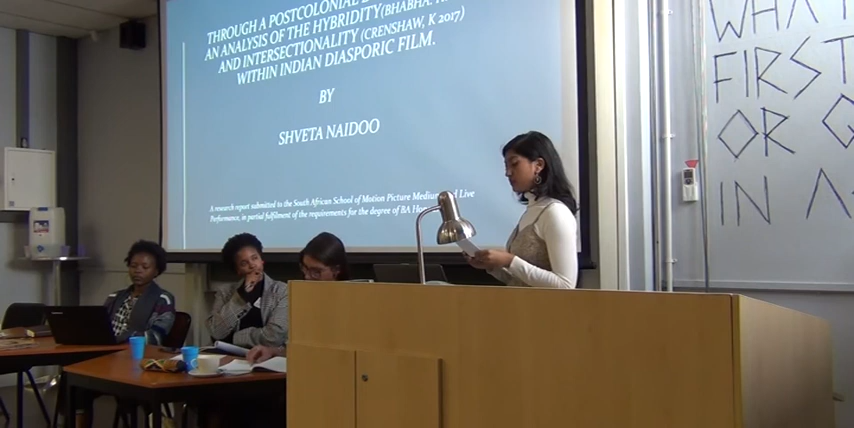 THROUGH A POSTCOLONIAL
AN ANALYSIS OF THE HYBRIDITY(BHABHA.
AND INTERSECTIONALITY (CRENSHAW, K 2017)
WITHIN INDIAN DIASPORIC FILM.
BY
SHVETA NAIDOO
A research report submitted to the South African School of Motion Picture Medium and Live
Performance, in partial fulfilment of the requirements for the degree of BA
WHAT
FIRST
OR
IN